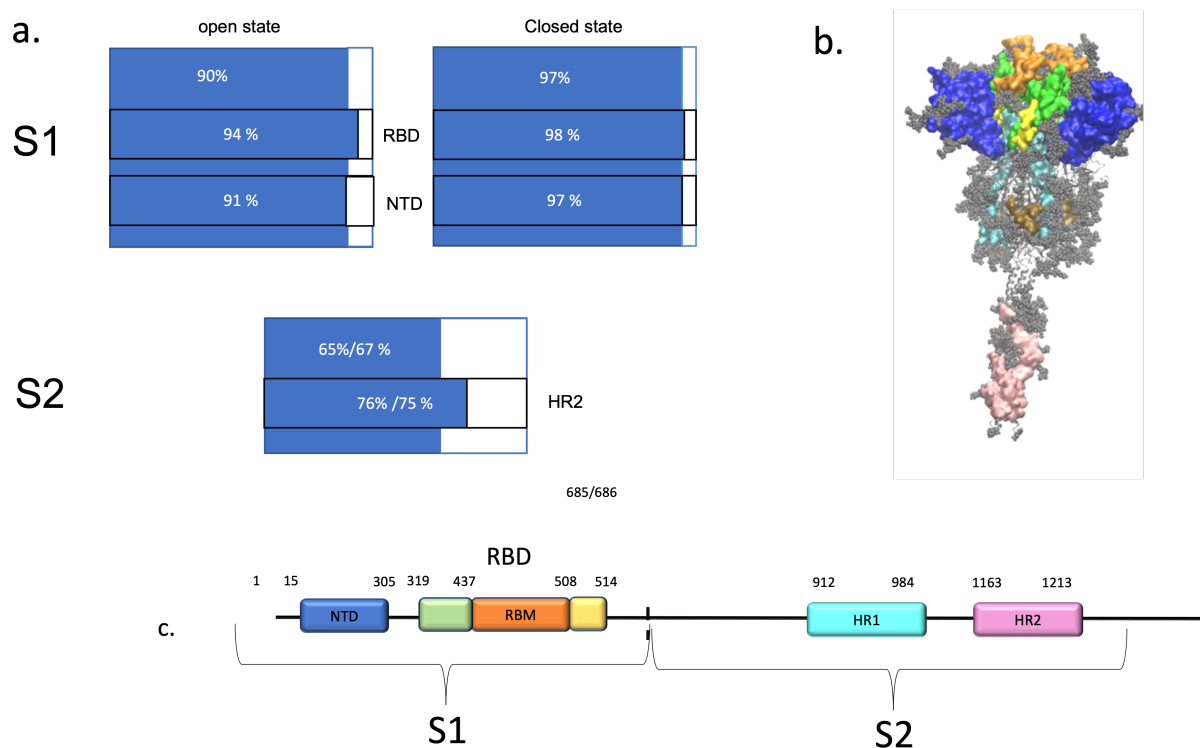 a.
open state
Closed state
b.
90%
97%
S1
94 %
RBD
98 %
91 %
NTD
97 %
65%/67 %
S2
76% /75 %
HR2
685/686
RBD
1
15
305
319
437
508
514
912
984
1163
1213
c.
NTD
RBM
HR1
HR2
S1
S2